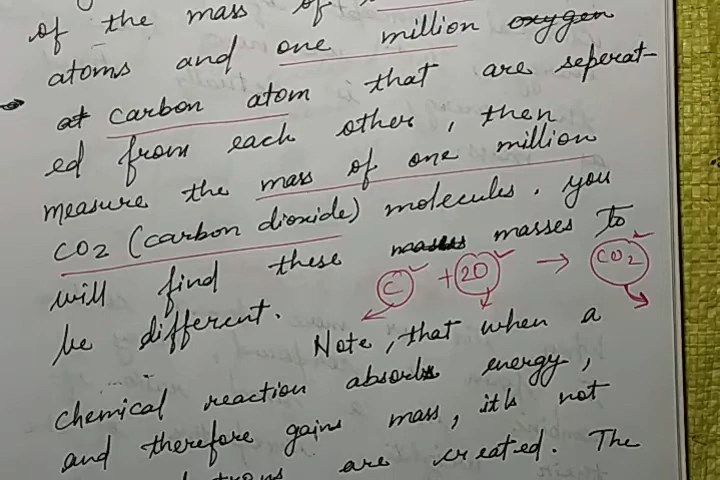 of the mass of
atoms and one million oxygen
at carbon atom that are seperat-
ed from each other, then
measure the mass of one million
CO2 (carbon dioxide) molecules. you
will find these masses masses to
be different.
C + 2O → CO2
Note, that when a
chemical reaction absorbs energy,
and therefore gains mass, it is not
are created. The